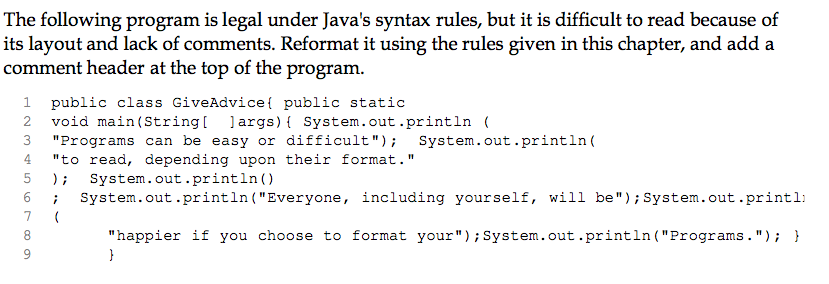 The following program is legal under Java's syntax rules, but it is difficult to read because of
its layout and lack of comments. Reformat it using the rules given in this chapter, and add a
comment header at the top of the program.
1 public class GiveAdvice{ public static
2 void main(String[ ]args){ System.out.println (
3 "Programs can be easy or difficult"); System.out.println(
4 "to read, depending upon their format."
5 ); System.out.println()
6 ; System.out.println("Everyone, including yourself, will be");System.out.printl
7 (
8 "happier if you choose to format your");System.out.println("Programs."); }
9 }